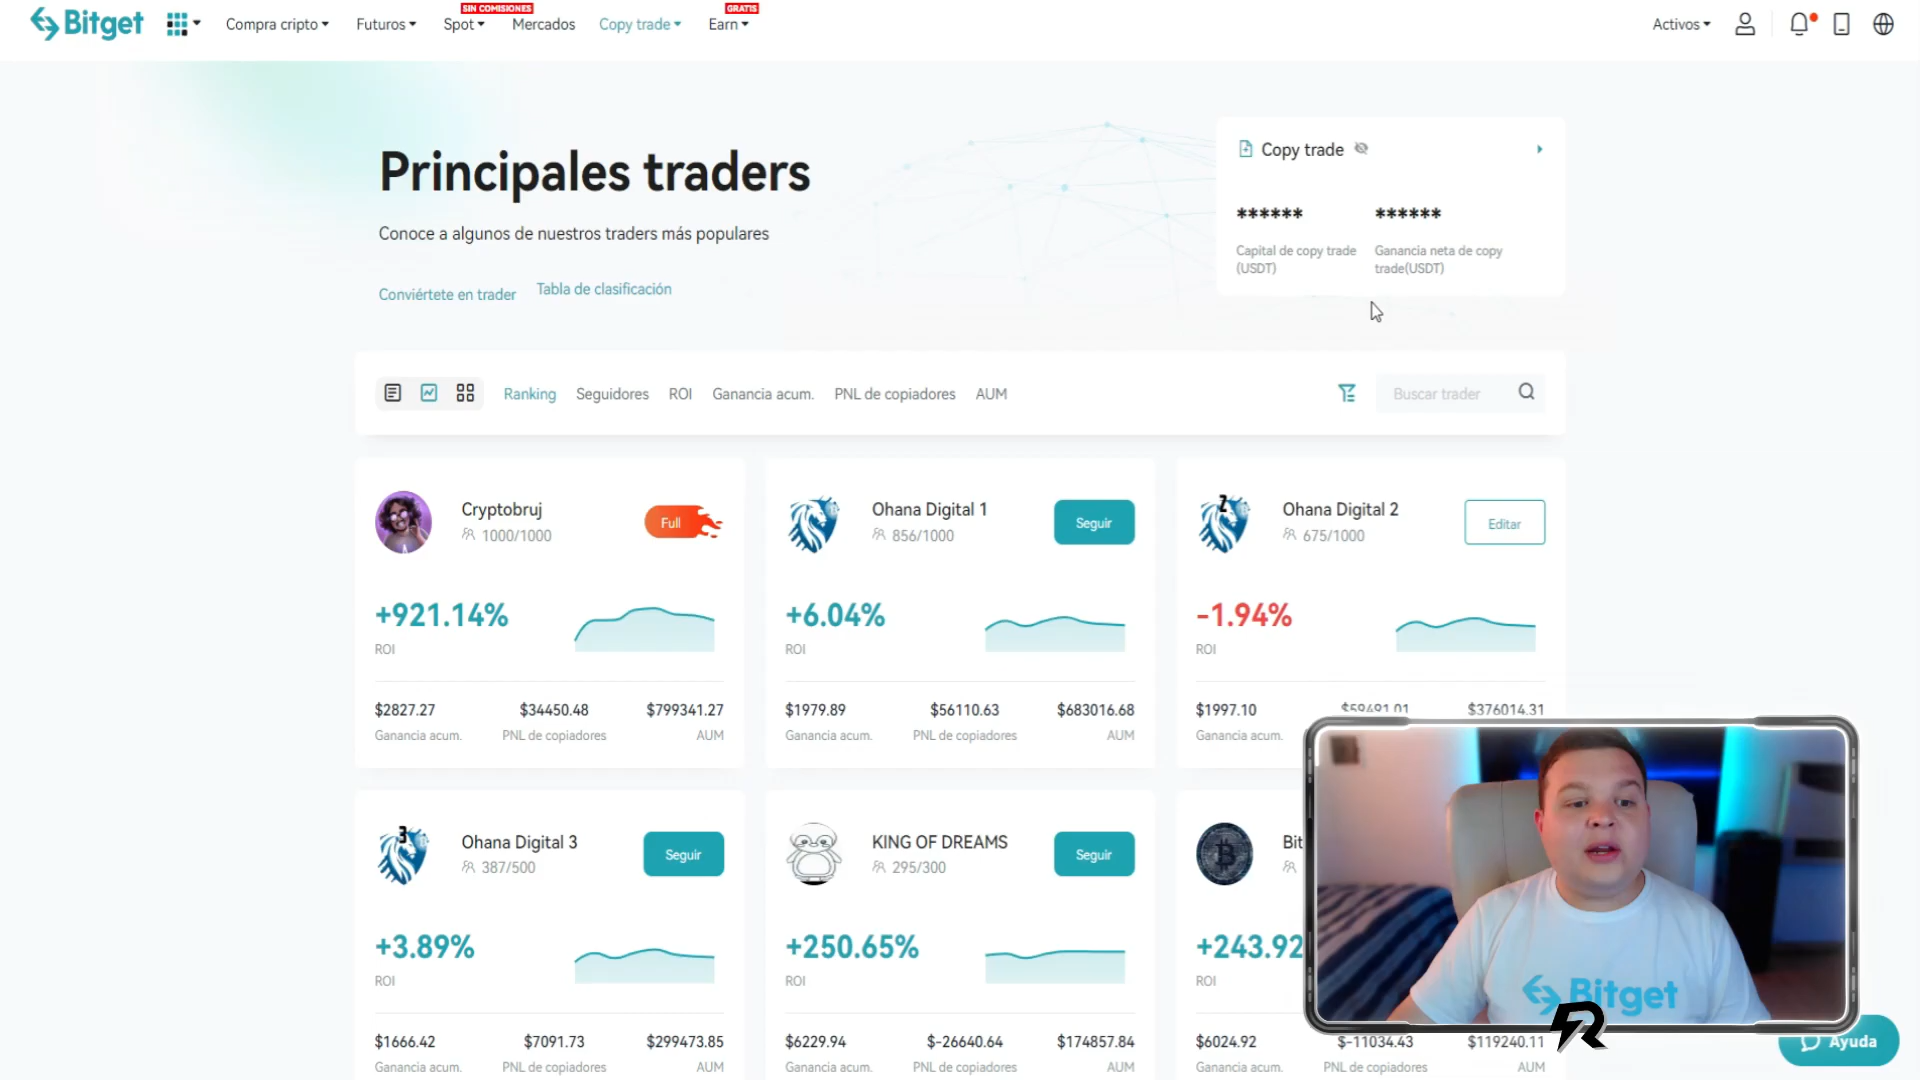 Bitget
Compra cripto
Futuros
SIN COMISIONES
Spot
Mercados
Copy trade
GRATIS
Earn
Activos
Principales traders
Conoce a algunos de nuestros traders más populares
Conviértete en trader
Tabla de clasificación
Copy trade
****** ******
Capital de copy trade (USDT)
Ganancia neta de copy trade(USDT)
Ranking Seguidores ROI Ganancia acum. PNL de copiadores AUM
Buscar trader
Cryptobruj
1000/1000
Full
+921.14%
ROI
$2827.27 $34450.48 $799341.27
Ganancia acum. PNL de copiadores AUM
Ohana Digital 1
856/1000
Seguir
+6.04%
ROI
$1979.89 $56110.63 $683016.68
Ganancia acum. PNL de copiadores AUM
2
Ohana Digital 2
675/1000
Editar
-1.94%
ROI
$1997.10 $59491.01 $376014.31
Ganancia acum.
3
Ohana Digital 3
387/500
Seguir
+3.89%
ROI
$1666.42 $7091.73 $299473.85
Ganancia acum. PNL de copiadores AUM
KING OF DREAMS
295/300
Seguir
+250.65%
ROI
$6229.94 $-26640.64 $174857.84
Ganancia acum. PNL de copiadores AUM
Bit
+243.92
ROI
$6024.92 $-11034.43 $119240.11
Ganancia acum. PNL de copiadores AUM
Bitget
R
Ayuda